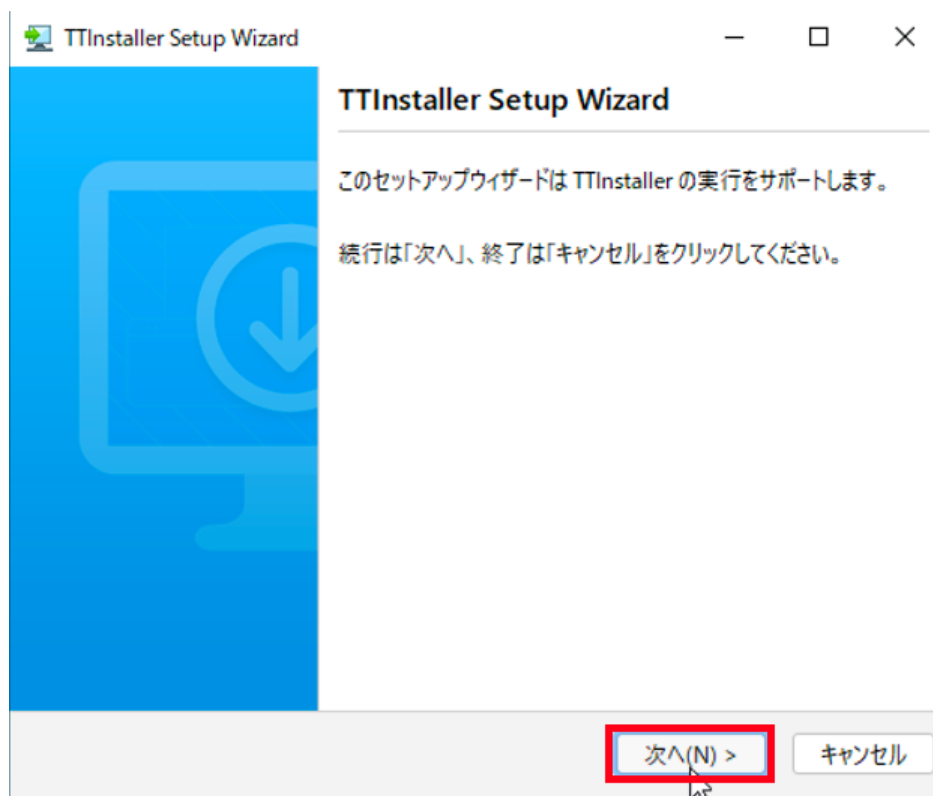 TTInstaller Setup Wizard
TTInstaller Setup Wizard
このセットアップウィザードは TTInstaller の実行をサポートします。
続行は「次へ」、終了は「キャンセル」をクリックしてください。
次へ(N) >
キャンセル